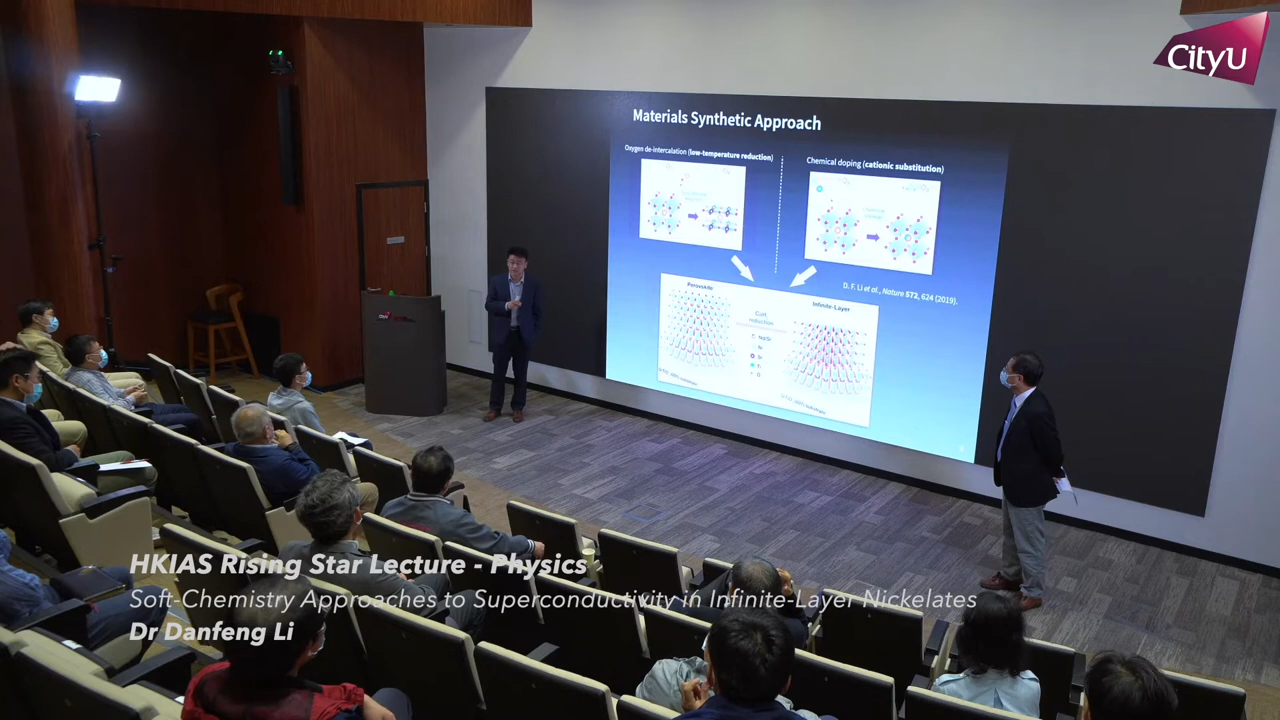 CityU
Materials Synthetic Approach
Oxygen de-intercalation (low-temperature reduction)
Chemical doping (cationic substitution)
D. F. Li et al., Nature 572, 624 (2019).
Perovskite
Infinite-Layer
reduction
HKIAS Rising Star Lecture - Physics
Soft-Chemistry Approaches to Superconductivity in Infinite-Layer Nickelates
Dr Danfeng Li